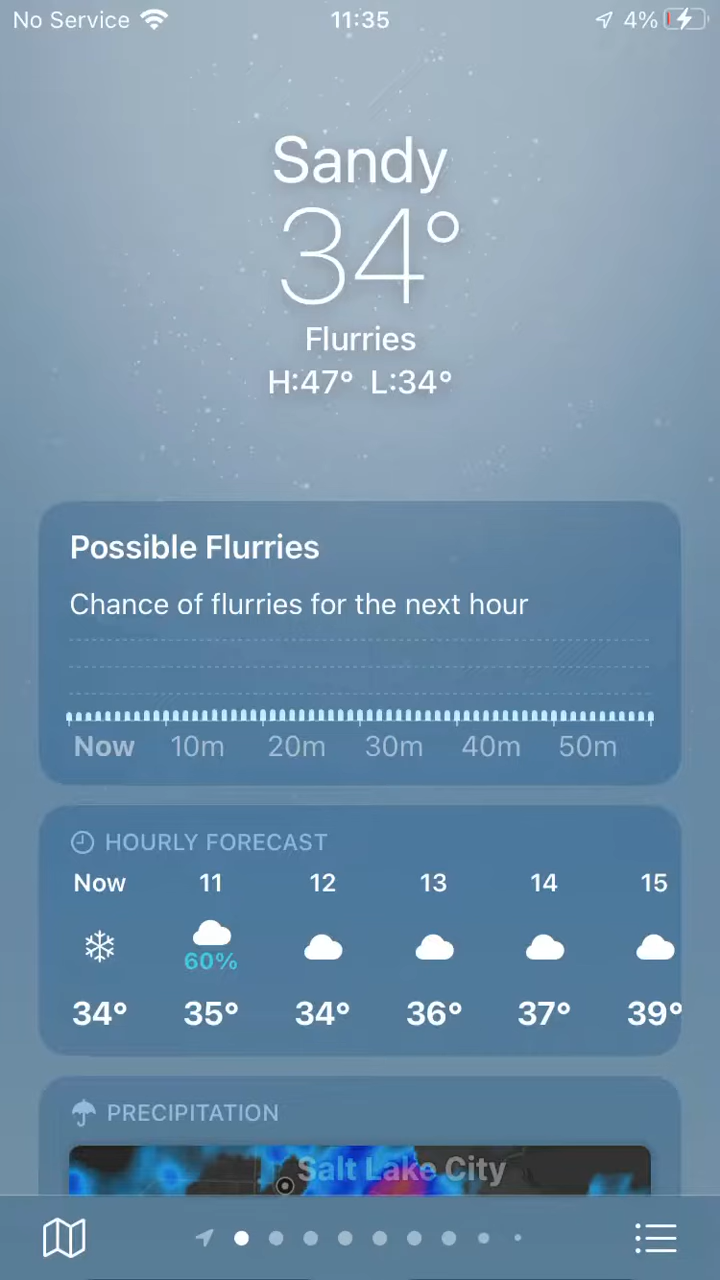 No Service 11:35 4%
Sandy
34°
Flurries
H:47° L:34°
Possible Flurries
Chance of flurries for the next hour
Now 10m 20m 30m 40m 50m
HOURLY FORECAST
Now 11 12 13 14 15
60%
34° 35° 34° 36° 37° 39°
PRECIPITATION
Salt Lake City